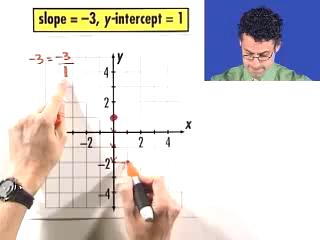 slope = –3, y-intercept = 1
-3 = -3/1
y
4
2
x
–2
2
4
–2
–4